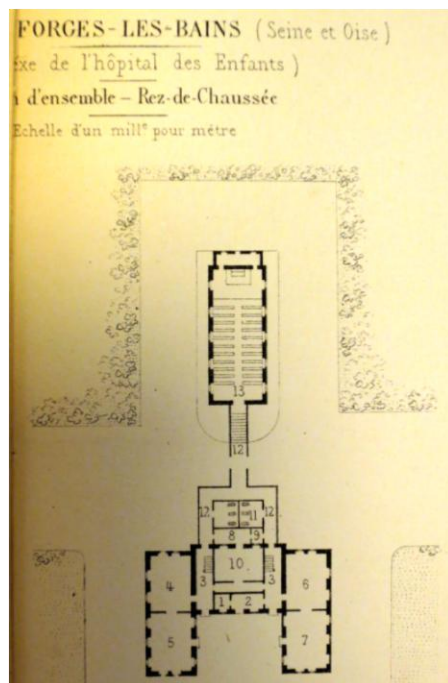 FORGES-LES-BAINS (Seine et Oise)
exe de l'hôpital des Enfants)
d'ensemble – Rez-de-Chaussée
Echelle d'un mill^e pour métre
13
12
12 11 12
8 9
10
3 3
4 6
1 2
5 7